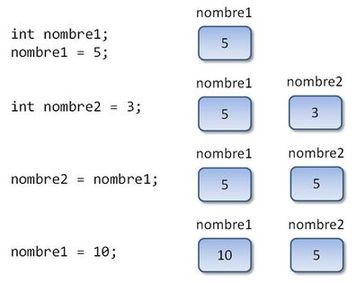 nombre1
int nombre1;
nombre1 = 5;
5
nombre1 nombre2
int nombre2 = 3;
5 3
nombre1 nombre2
nombre2 = nombre1;
5 5
nombre1 nombre2
nombre1 = 10;
10 5